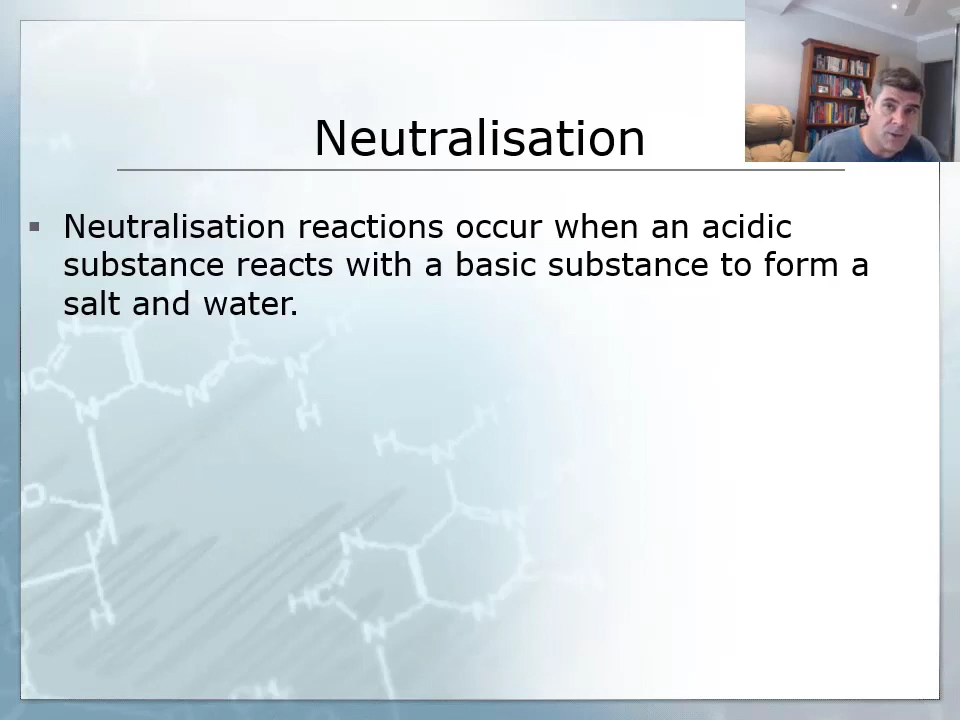 Neutralisation
▪ Neutralisation reactions occur when an acidic
substance reacts with a basic substance to form a
salt and water.